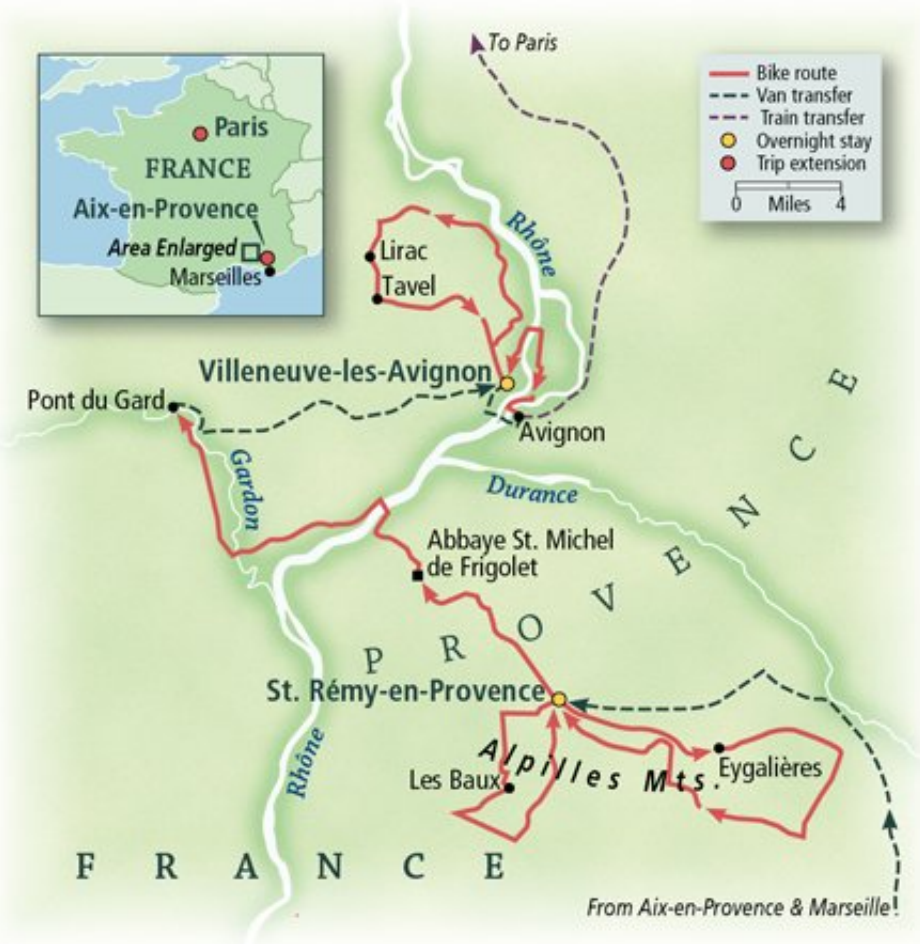 To Paris
Bike route
Van transfer
Train transfer
Overnight stay
Trip extension
0 Miles 4
Paris
FRANCE
Aix-en-Provence
Area Enlarged
Marseilles
Rhône
Lirac
Tavel
Villeneuve-les-Avignon
Pont du Gard
Avignon
Gardon
Durance
Abbaye St. Michel
de Frigolet
PROVENCE
St. Rémy-en-Provence
Alpilles Mts.
Eygalières
Les Baux
Rhône
FRANCE
From Aix-en-Provence & Marseille